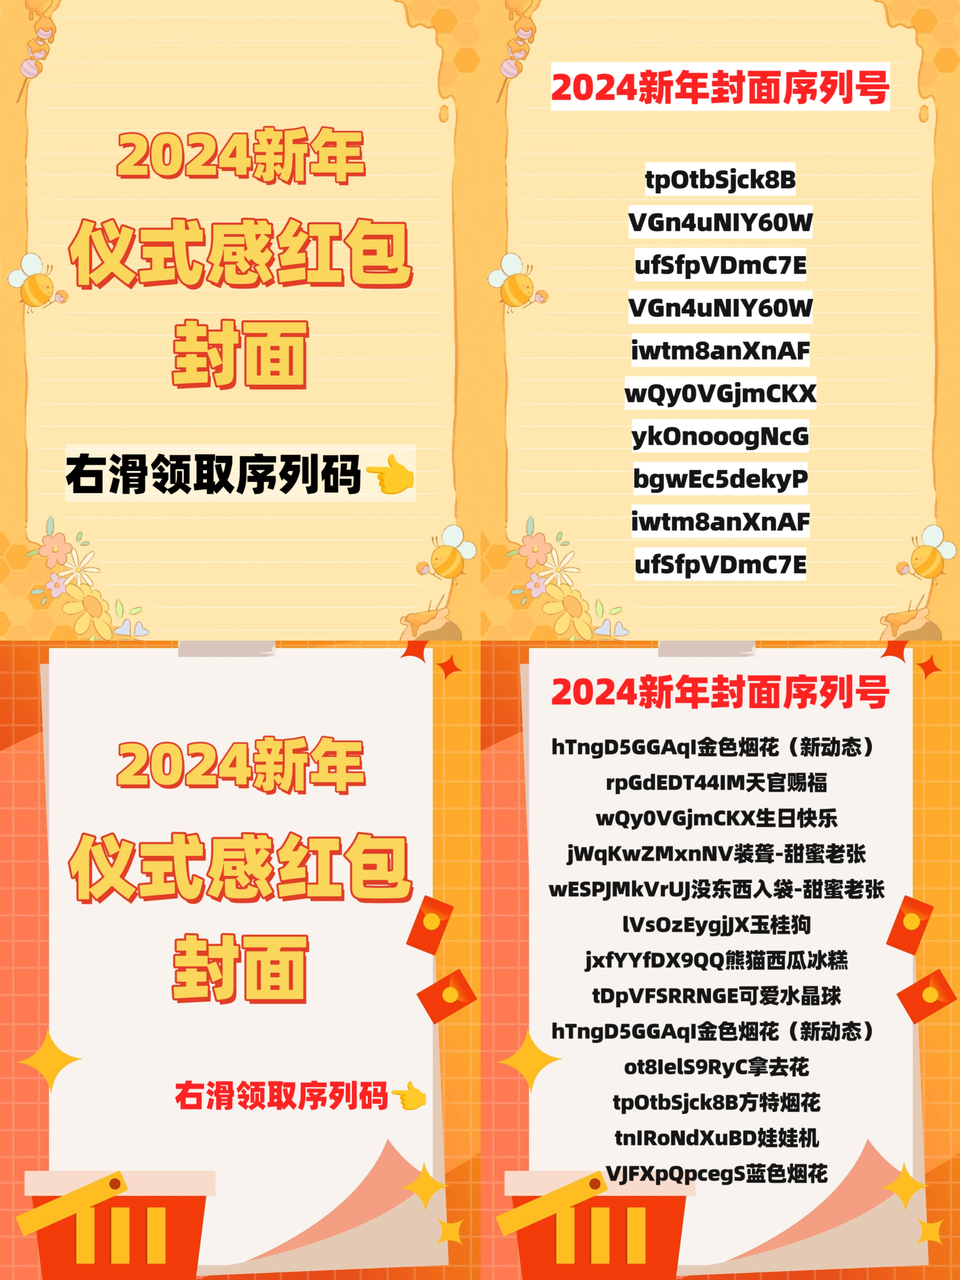 2024新年
仪式感红包
封面
右滑领取序列码👈
2024新年封面序列号
tpOtbSjck8B
VGn4uNIY60W
ufSfpVDmC7E
VGn4uNIY60W
iwtm8anXnAF
wQy0VGjmCKX
ykOnooogNcG
bgwEc5dekyP
iwtm8anXnAF
ufSfpVDmC7E
2024新年
仪式感红包
封面
右滑领取序列码👈
2024新年封面序列号
hTngD5GGAqI金色烟花（新动态）
rpGdEDT44IM天官赐福
wQy0VGjmCKX生日快乐
jWqKwZMxnNV装聋-甜蜜老张
wESPJMkVrUJ没东西入袋-甜蜜老张
lVsOzEygjJX玉桂狗
jxfYYfDX9QQ熊猫西瓜冰糕
tDpVFSRRNGE可爱水晶球
hTngD5GGAqI金色烟花（新动态）
ot8IelS9RyC拿去花
tpOtbSjck8B方特烟花
tnIRoNdXuBD娃娃机
VJFXpQpcegS蓝色烟花